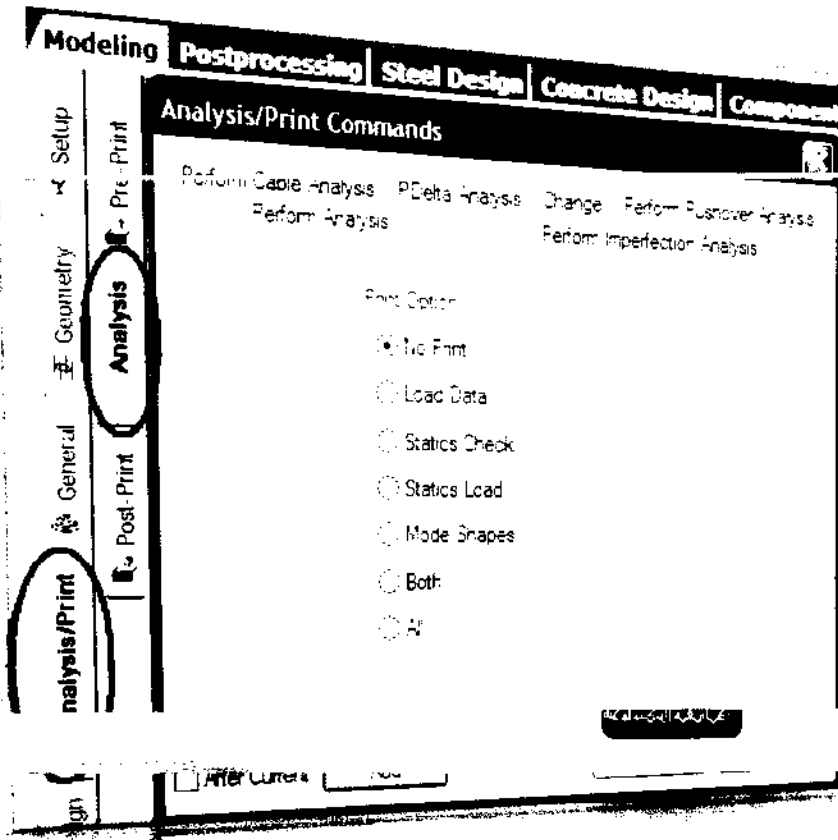 Modeling Postprocessing Steel Design Concrete Design
Setup
Geometry
General
nalysis/Print
ign
Pre-Print
Analysis
Post-Print
Analysis/Print Commands
Perform Cable Analysis PDelta Analysis Change Perform Pushover Analysis
Perform Analysis Perform Imperfection Analysis
Print Option
No Print
Load Data
Statics Check
Statics Load
Mode Shapes
Both
All
After Current